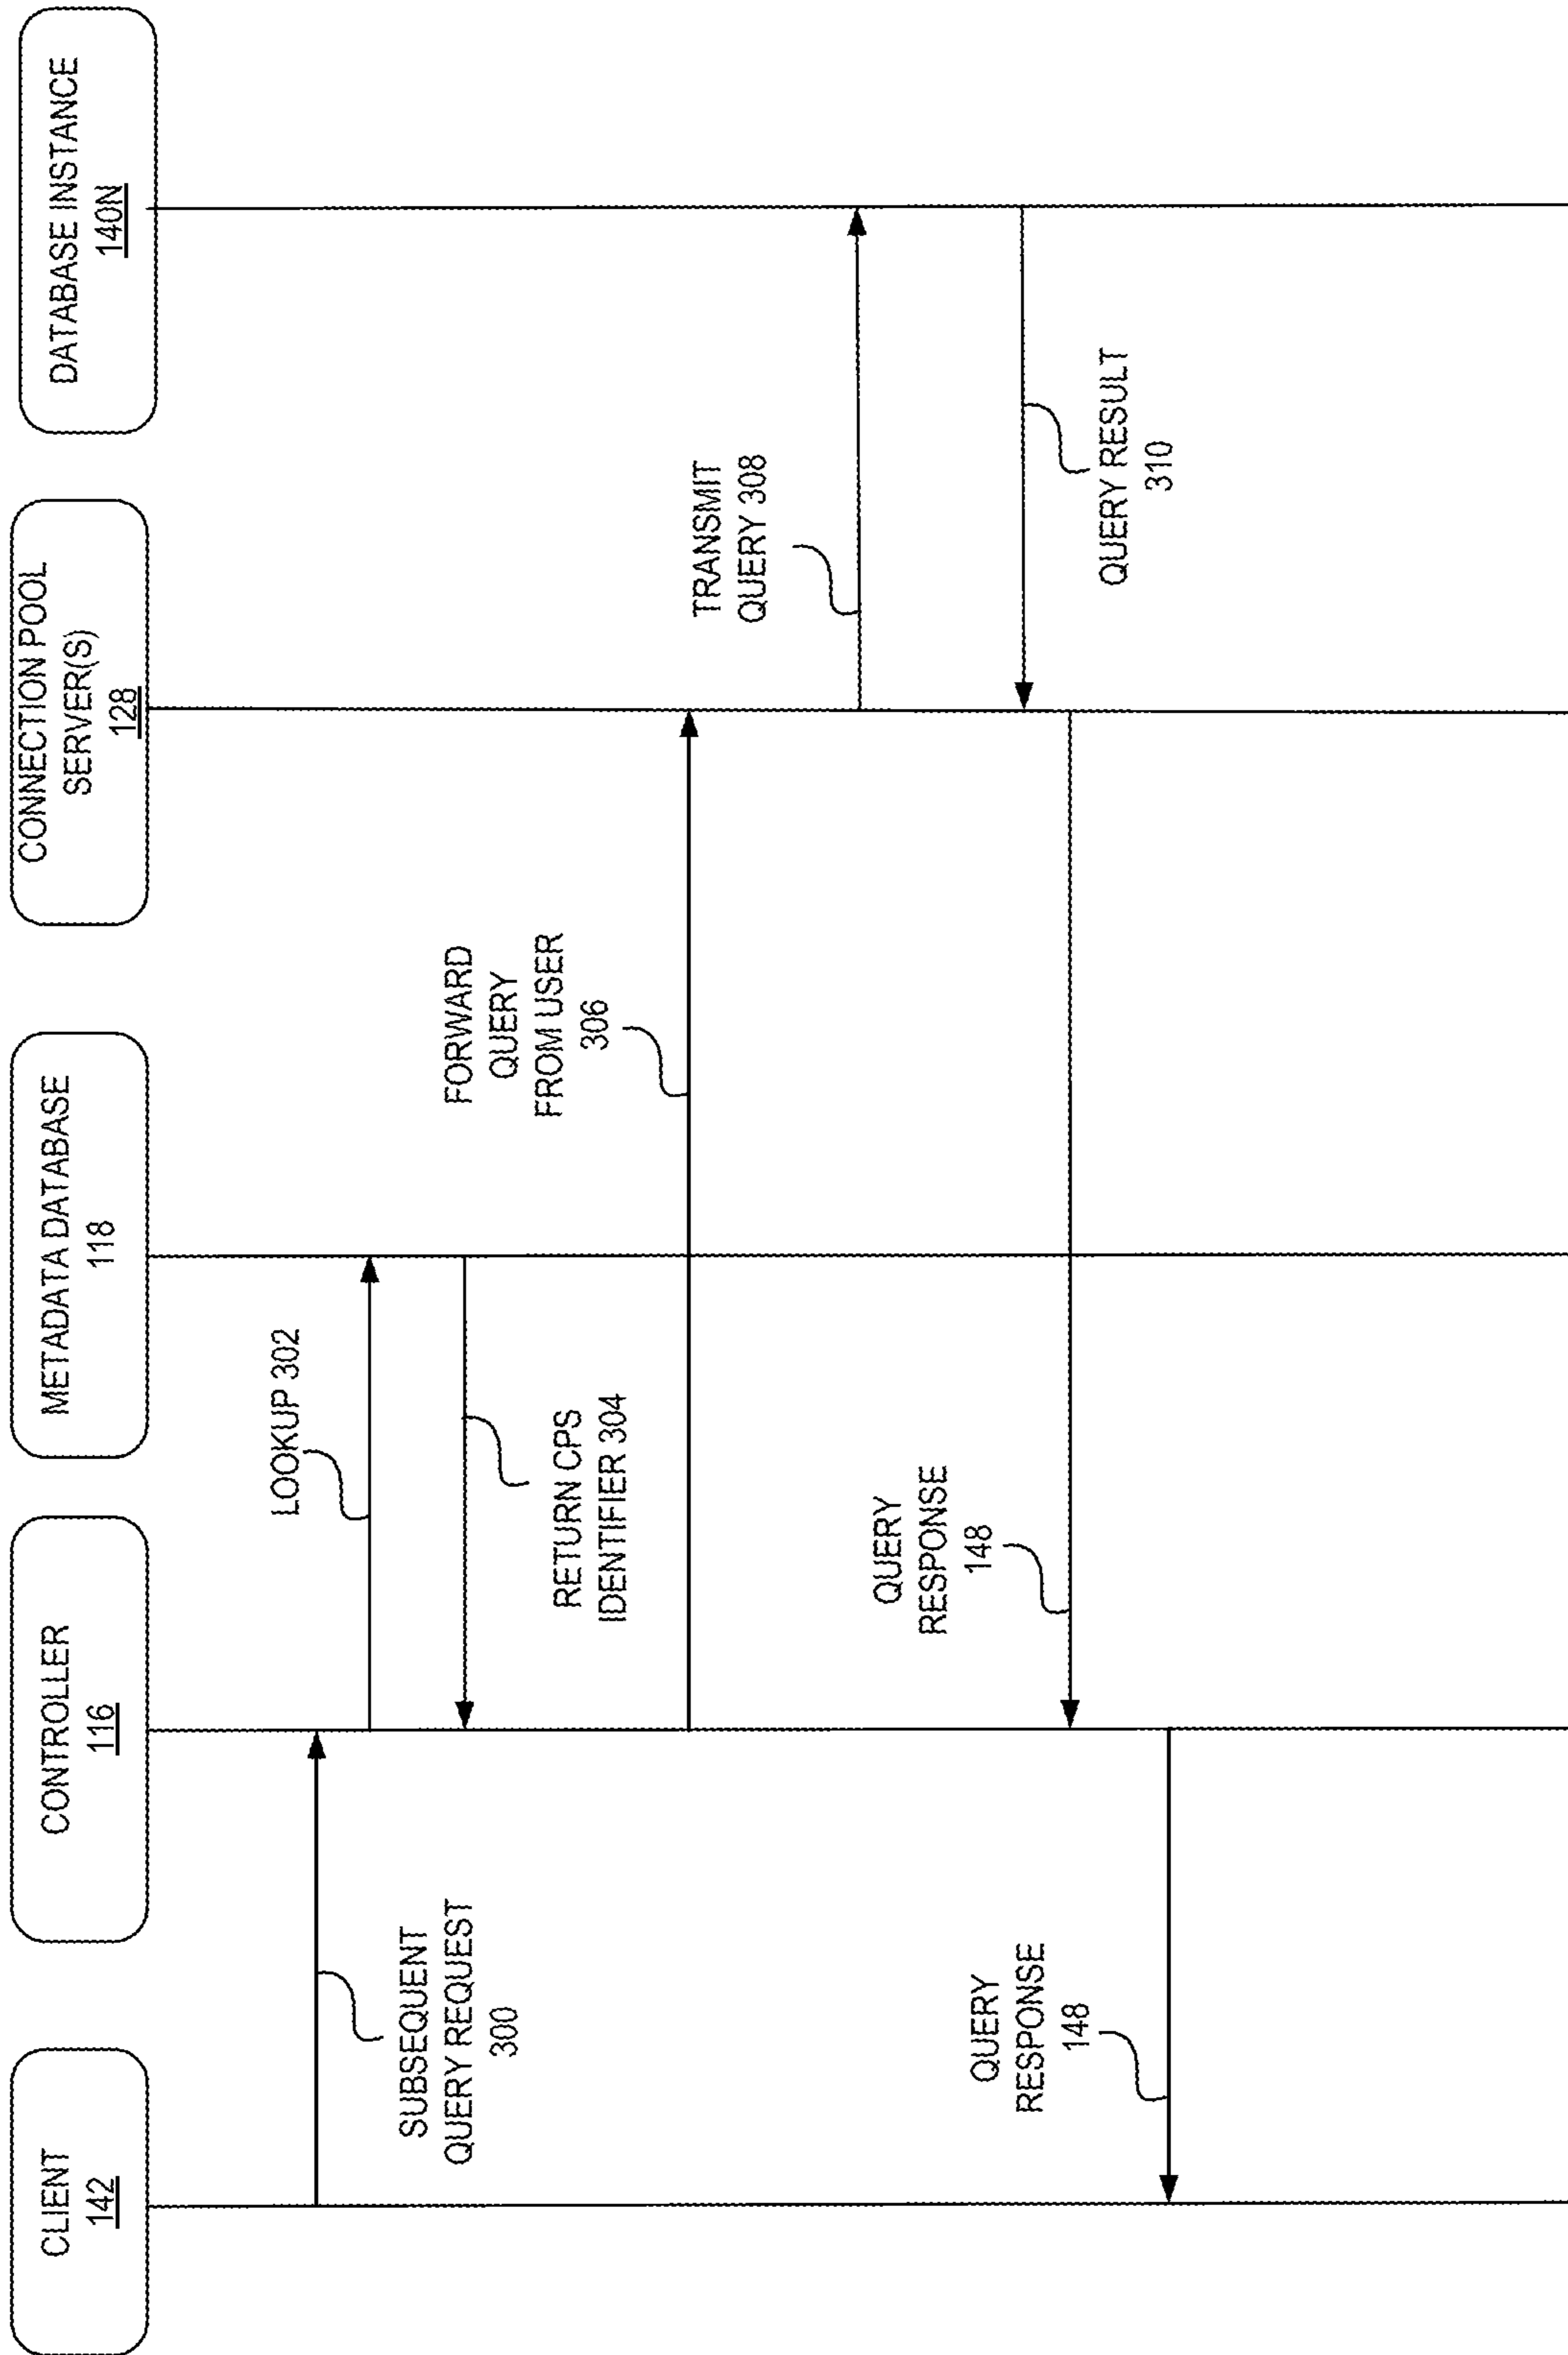 CLIENT
142
CONTROLLER
116
METADATA DATABASE
118
CONNECTION POOL
SERVER(S)
128
DATABASE INSTANCE
140N
SUBSEQUENT
QUERY REQUEST
300
LOOKUP 302
RETURN CPS
IDENTIFIER 304
FORWARD
QUERY
FROM USER
306
TRANSMIT
QUERY 308
QUERY RESULT
310
QUERY
RESPONSE
148
QUERY
RESPONSE
148